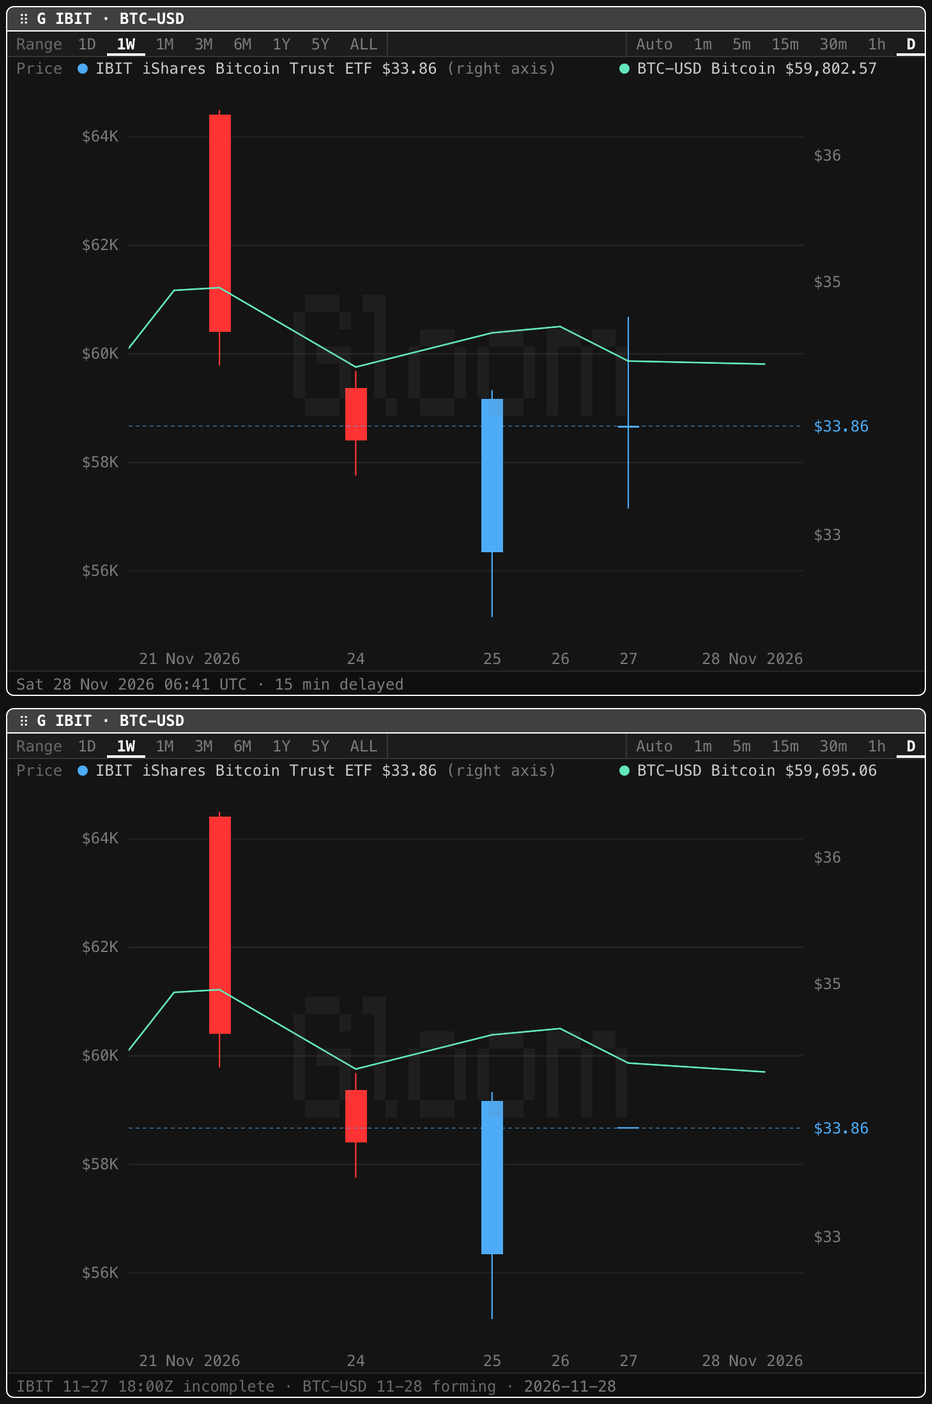 ⠿ G IBIT · BTC-USD
Range 1D 1W 1M 3M 6M 1Y 5Y ALL Auto 1m 5m 15m 30m 1h D
Price ● IBIT iShares Bitcoin Trust ETF $33.86 (right axis) ● BTC-USD Bitcoin $59,802.57
$64K
$36
$62K
$35
Gloom
$60K
$33.86
$58K
$33
$56K
21 Nov 2026 24 25 26 27 28 Nov 2026
Sat 28 Nov 2026 06:41 UTC · 15 min delayed
⠿ G IBIT · BTC-USD
Range 1D 1W 1M 3M 6M 1Y 5Y ALL Auto 1m 5m 15m 30m 1h D
Price ● IBIT iShares Bitcoin Trust ETF $33.86 (right axis) ● BTC-USD Bitcoin $59,695.06
$64K
$36
$62K
$35
Gloom
$60K
$33.86
$58K
$33
$56K
21 Nov 2026 24 25 26 27 28 Nov 2026
IBIT 11-27 18:00Z incomplete · BTC-USD 11-28 forming · 2026-11-28